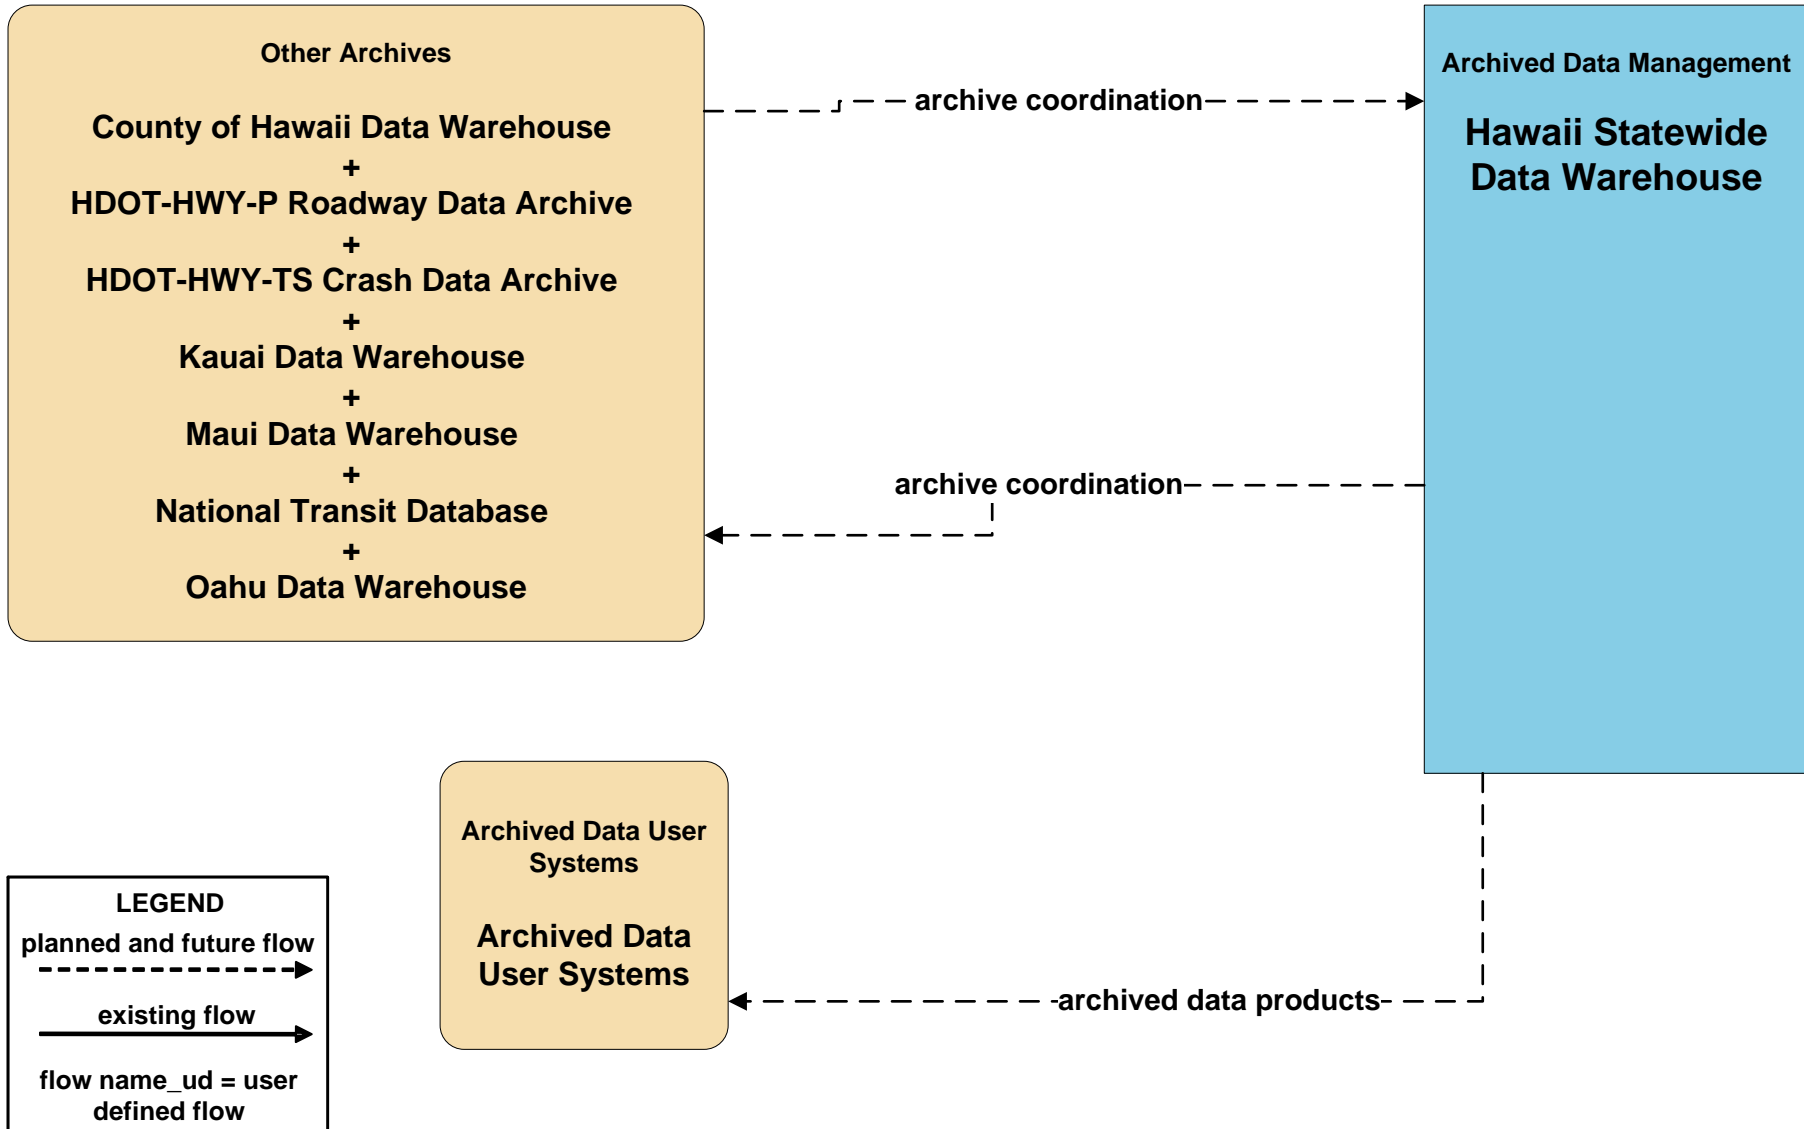 Other Archives
County of Hawaii Data Warehouse
+
HDOT-HWY-P Roadway Data Archive
+
HDOT-HWY-TS Crash Data Archive
+
Kauai Data Warehouse
+
Maui Data Warehouse
+
National Transit Database
+
Oahu Data Warehouse
archive coordination
Archived Data Management
Hawaii Statewide
Data Warehouse
archive coordination
Archived Data User
Systems
Archived Data
User Systems
archived data products
LEGEND
planned and future flow
existing flow
flow name_ud = user
defined flow